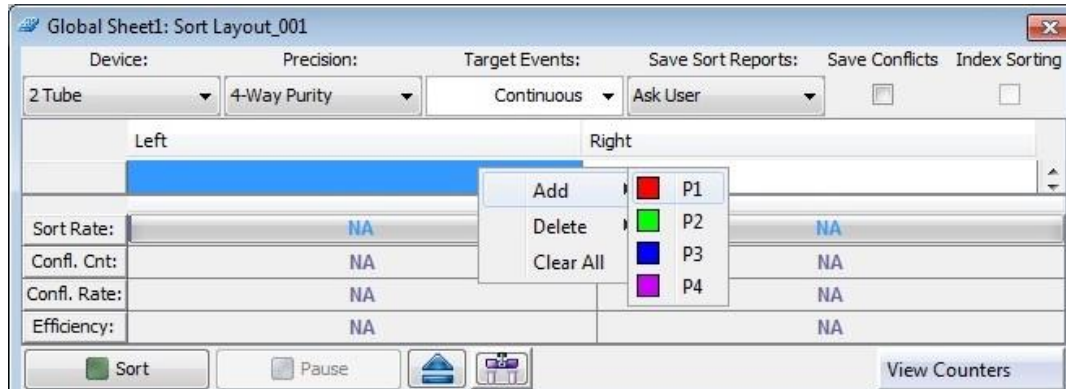 Global Sheet1: Sort Layout_001
Device: Precision: Target Events: Save Sort Reports: Save Conflicts Index Sorting
2 Tube 4-Way Purity Continuous Ask User
Left Right
Add P1
Delete P2
Clear All P3
P4
Sort Rate: NA NA
Confl. Cnt: NA NA
Confl. Rate: NA NA
Efficiency: NA NA
Sort Pause View Counters